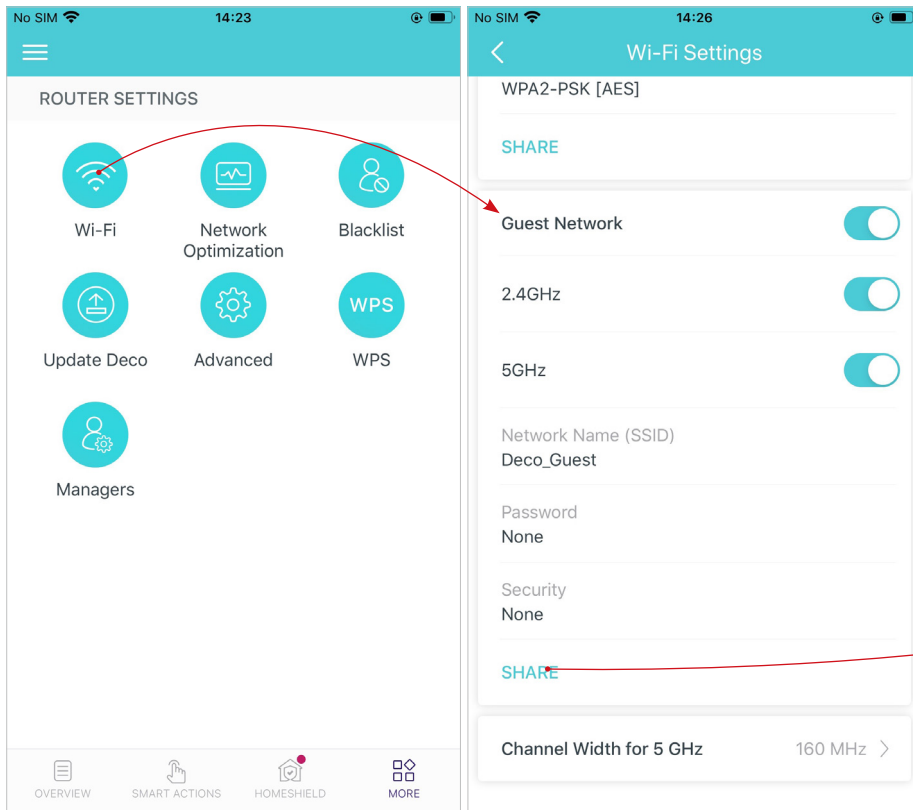 No SIM 14:23
ROUTER SETTINGS
Wi-Fi
Network
Optimization
Blacklist
Update Deco
Advanced
WPS
WPS
Managers
OVERVIEW
SMART ACTIONS
HOMESHIELD
MORE
No SIM 14:26
Wi-Fi Settings
WPA2-PSK [AES]
SHARE
Guest Network
2.4GHz
5GHz
Network Name (SSID)
Deco_Guest
Password
None
Security
None
SHARE
Channel Width for 5 GHz 160 MHz